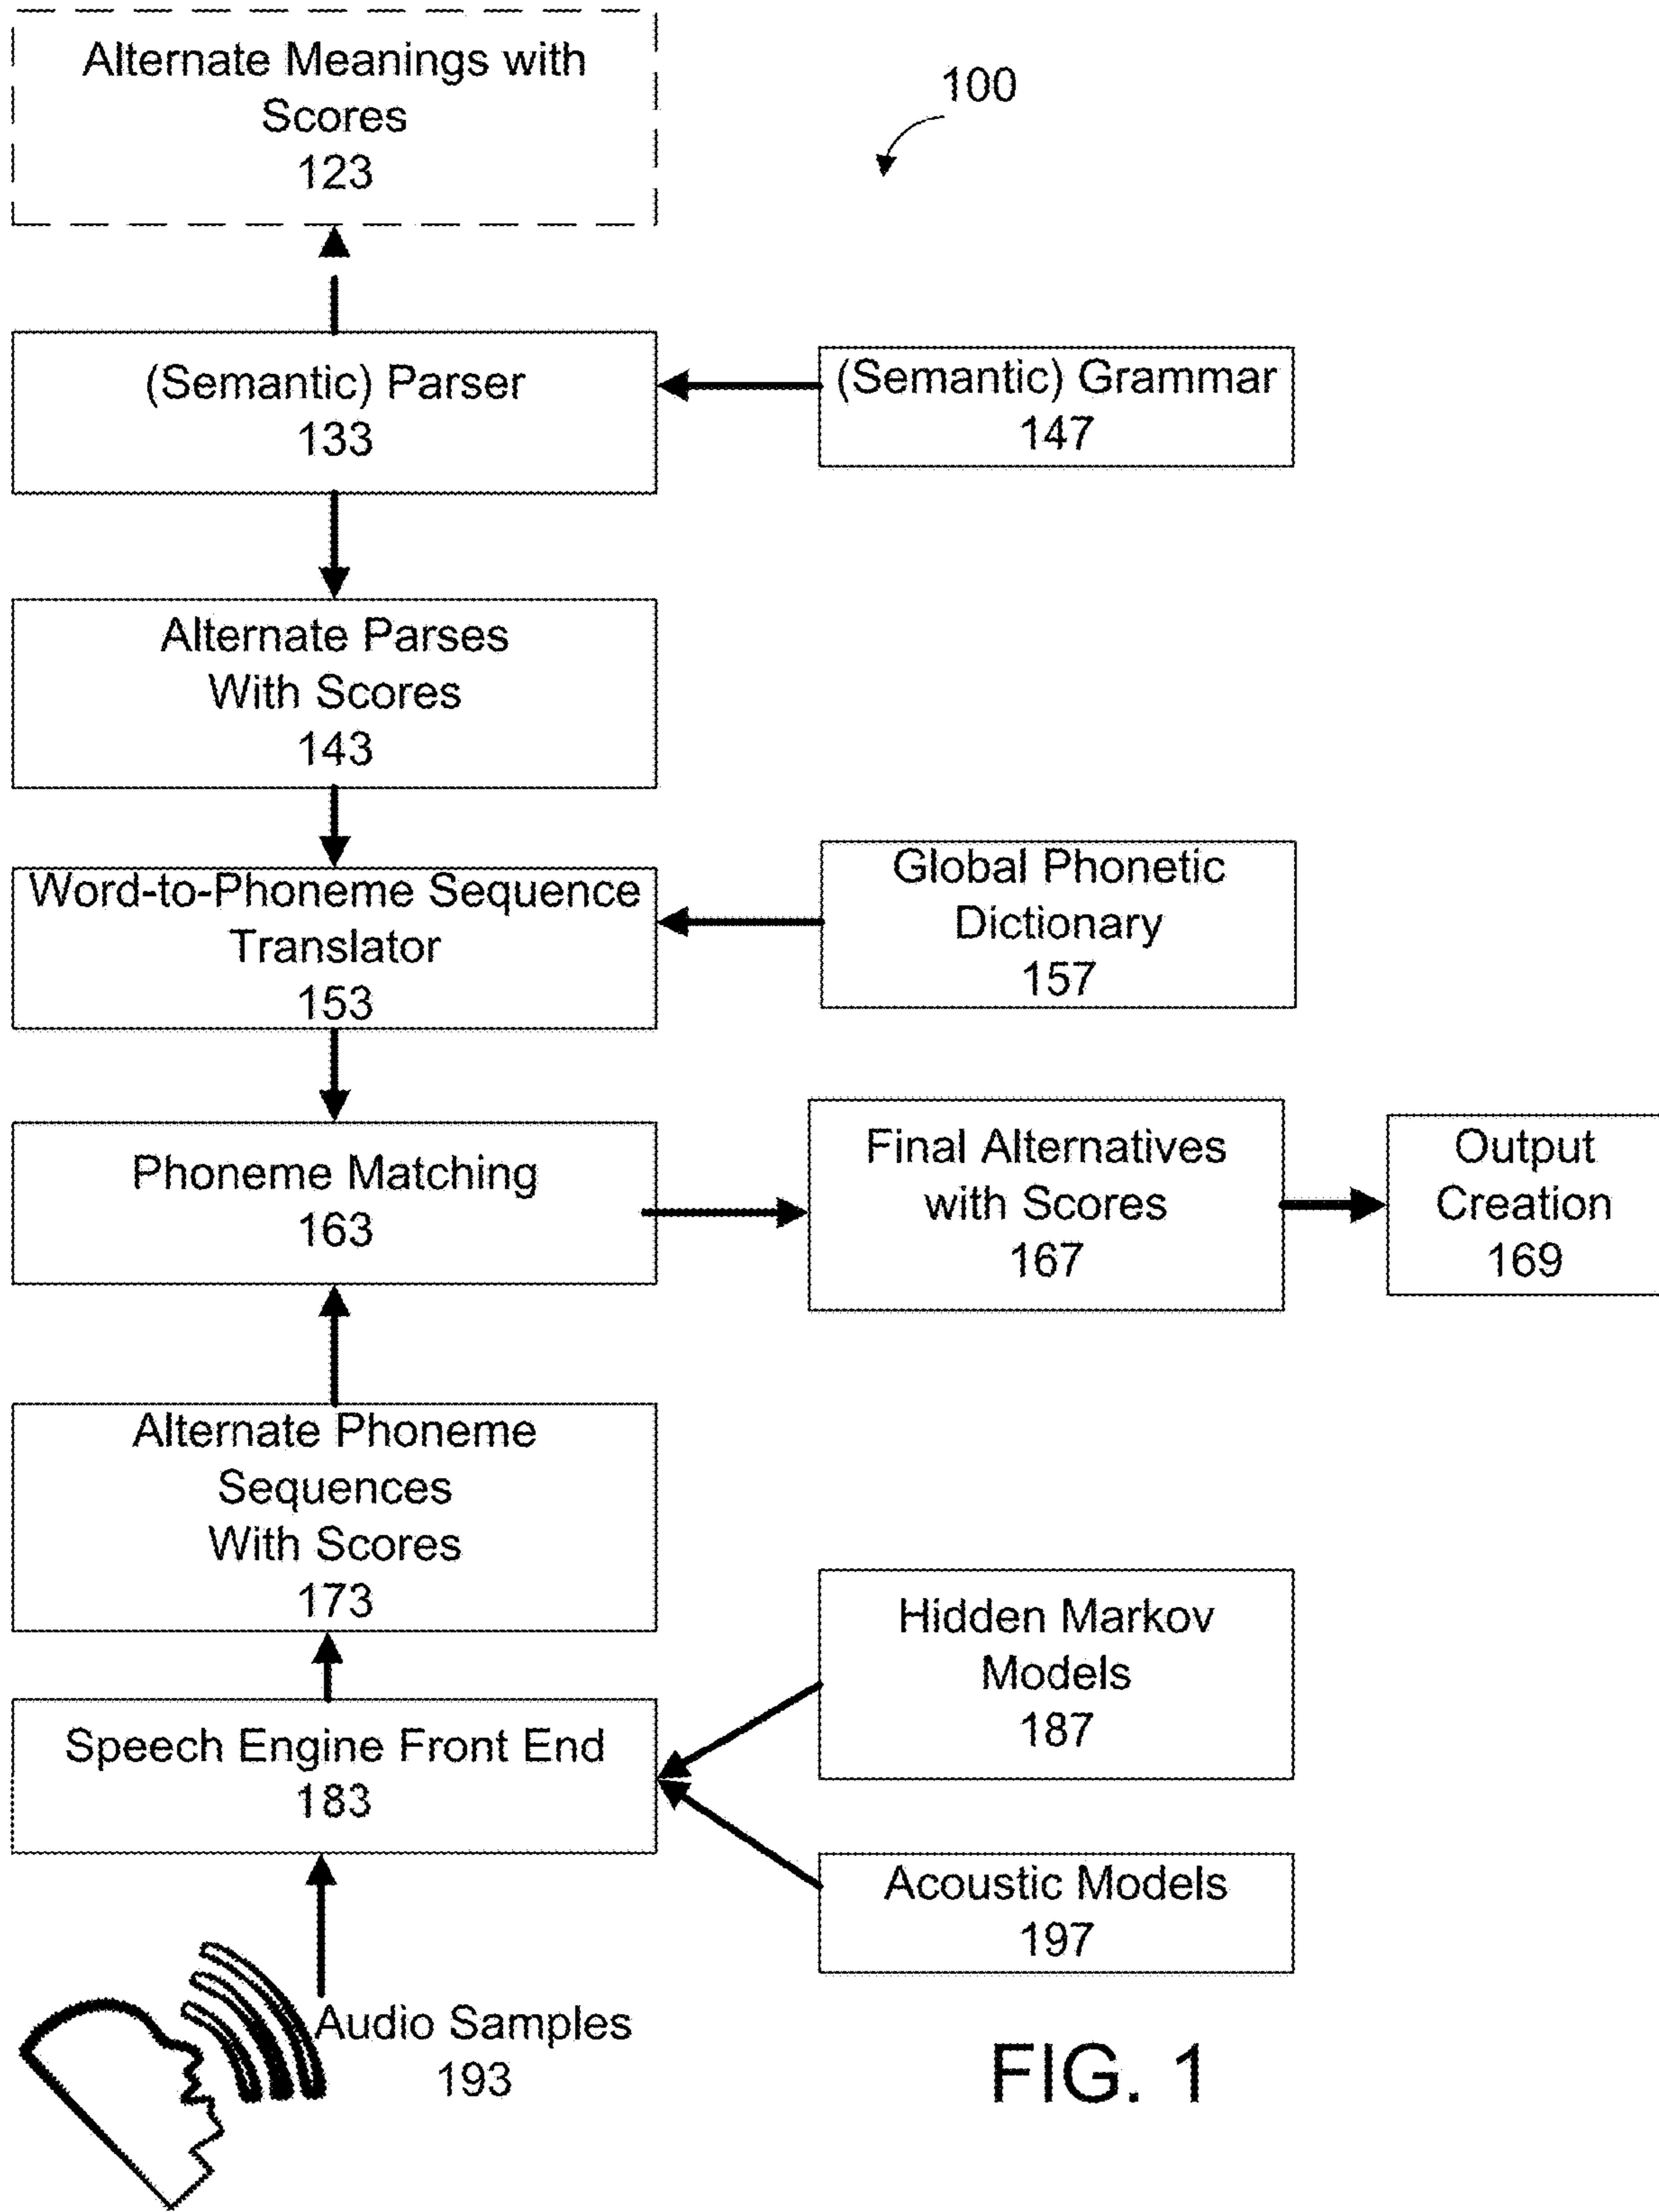 Alternate Meanings with
Scores
123
100
(Semantic) Parser
133
(Semantic) Grammar
147
Alternate Parses
With Scores
143
Word-to-Phoneme Sequence
Translator
153
Global Phonetic
Dictionary
157
Phoneme Matching
163
Final Alternatives
with Scores
167
Output
Creation
169
Alternate Phoneme
Sequences
With Scores
173
Hidden Markov
Models
187
Speech Engine Front End
183
Acoustic Models
197
Audio Samples
193
FIG. 1